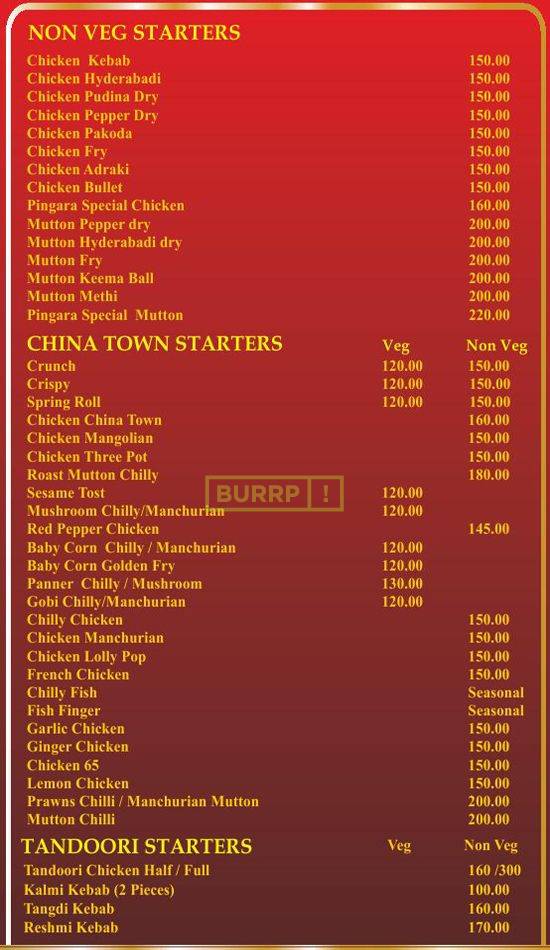 NON VEG STARTERS
Chicken Kebab 150.00
Chicken Hyderabadi 150.00
Chicken Pudina Dry 150.00
Chicken Pepper Dry 150.00
Chicken Pakoda 150.00
Chicken Fry 150.00
Chicken Adraki 150.00
Chicken Bullet 150.00
Pingara Special Chicken 160.00
Mutton Pepper dry 200.00
Mutton Hyderabadi dry 200.00
Mutton Fry 200.00
Mutton Keema Ball 200.00
Mutton Methi 200.00
Pingara Special Mutton 220.00
CHINA TOWN STARTERS Veg Non Veg
Crunch 120.00 150.00
Crispy 120.00 150.00
Spring Roll 120.00 150.00
Chicken China Town 160.00
Chicken Mangolian 150.00
Chicken Three Pot 150.00
Roast Mutton Chilly 180.00
BURRP!
Sesame Tost 120.00
Mushroom Chilly/Manchurian 120.00
Red Pepper Chicken 145.00
Baby Corn Chilly / Manchurian 120.00
Baby Corn Golden Fry 120.00
Panner Chilly / Mushroom 130.00
Gobi Chilly/Manchurian 120.00
Chilly Chicken 150.00
Chicken Manchurian 150.00
Chicken Lolly Pop 150.00
French Chicken 150.00
Chilly Fish Seasonal
Fish Finger Seasonal
Garlic Chicken 150.00
Ginger Chicken 150.00
Chicken 65 150.00
Lemon Chicken 150.00
Prawns Chilli / Manchurian Mutton 200.00
Mutton Chilli 200.00
TANDOORI STARTERS Veg Non Veg
Tandoori Chicken Half / Full 160 /300
Kalmi Kebab (2 Pieces) 100.00
Tangdi Kebab 160.00
Reshmi Kebab 170.00